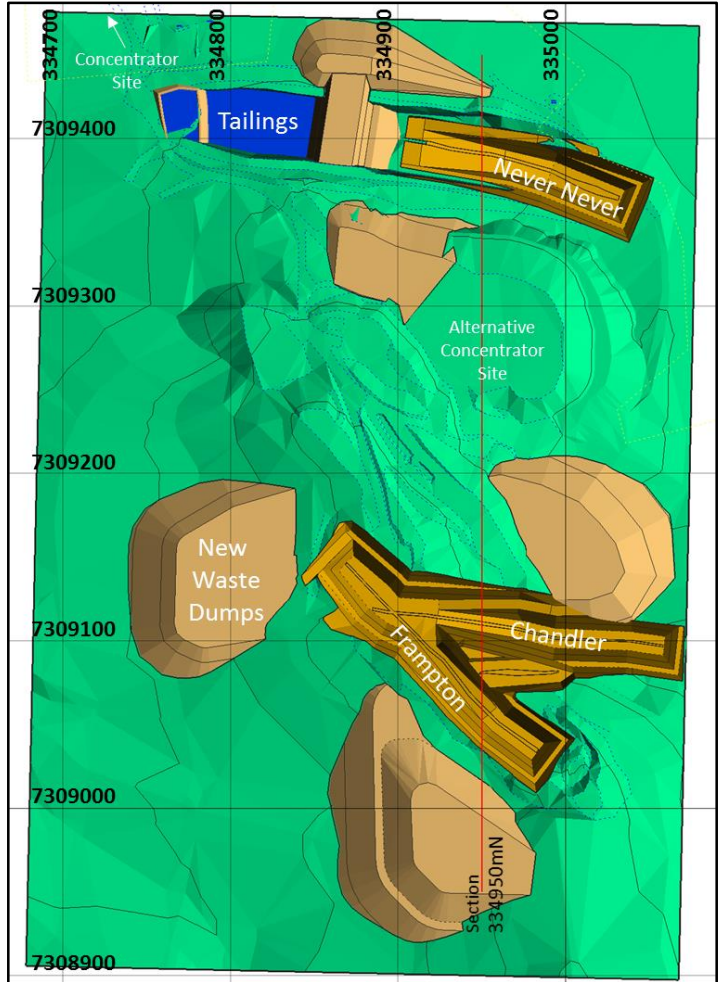 334700
334800
334900
335000
Concentrator
Site
7309400
Tailings
Never Never
7309300
Alternative
Concentrator
Site
7309200
New
Waste
Dumps
7309100
Chandler
Frampton
7309000
Section
334950mN
7308900